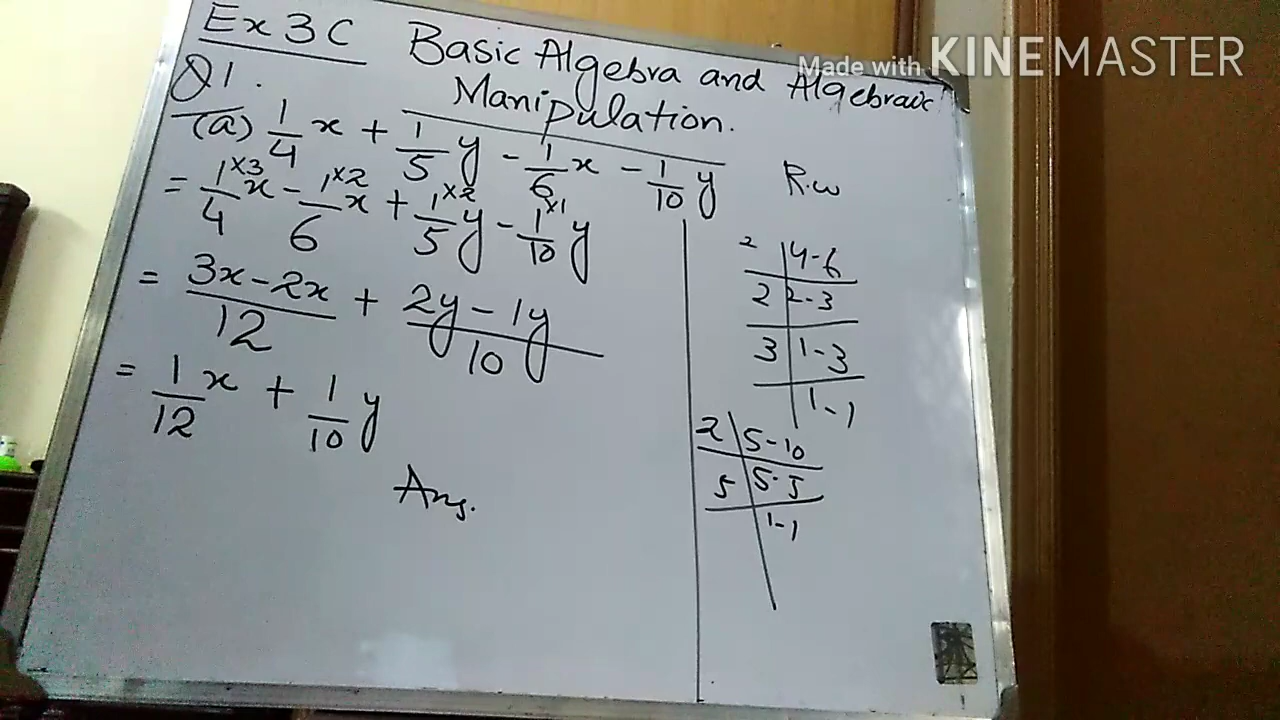 Made with KINEMASTER
Ex 3C Basic Algebra and Algebraic
Manipulation.
Q1.
(a) 1/4 x + 1/5 y - 1/6 x - 1/10 y
= 1×3/4 x - 1×2/6 x + 1×2/5 y - 1×1/10 y
= 3x-2x/12 + 2y-1y/10
= 1/12 x + 1/10 y
Ans.
R.w
2 | 4-6
2 | 2-3
3 | 1-3
| 1-1
2 | 5-10
5 | 5-5
| 1-1